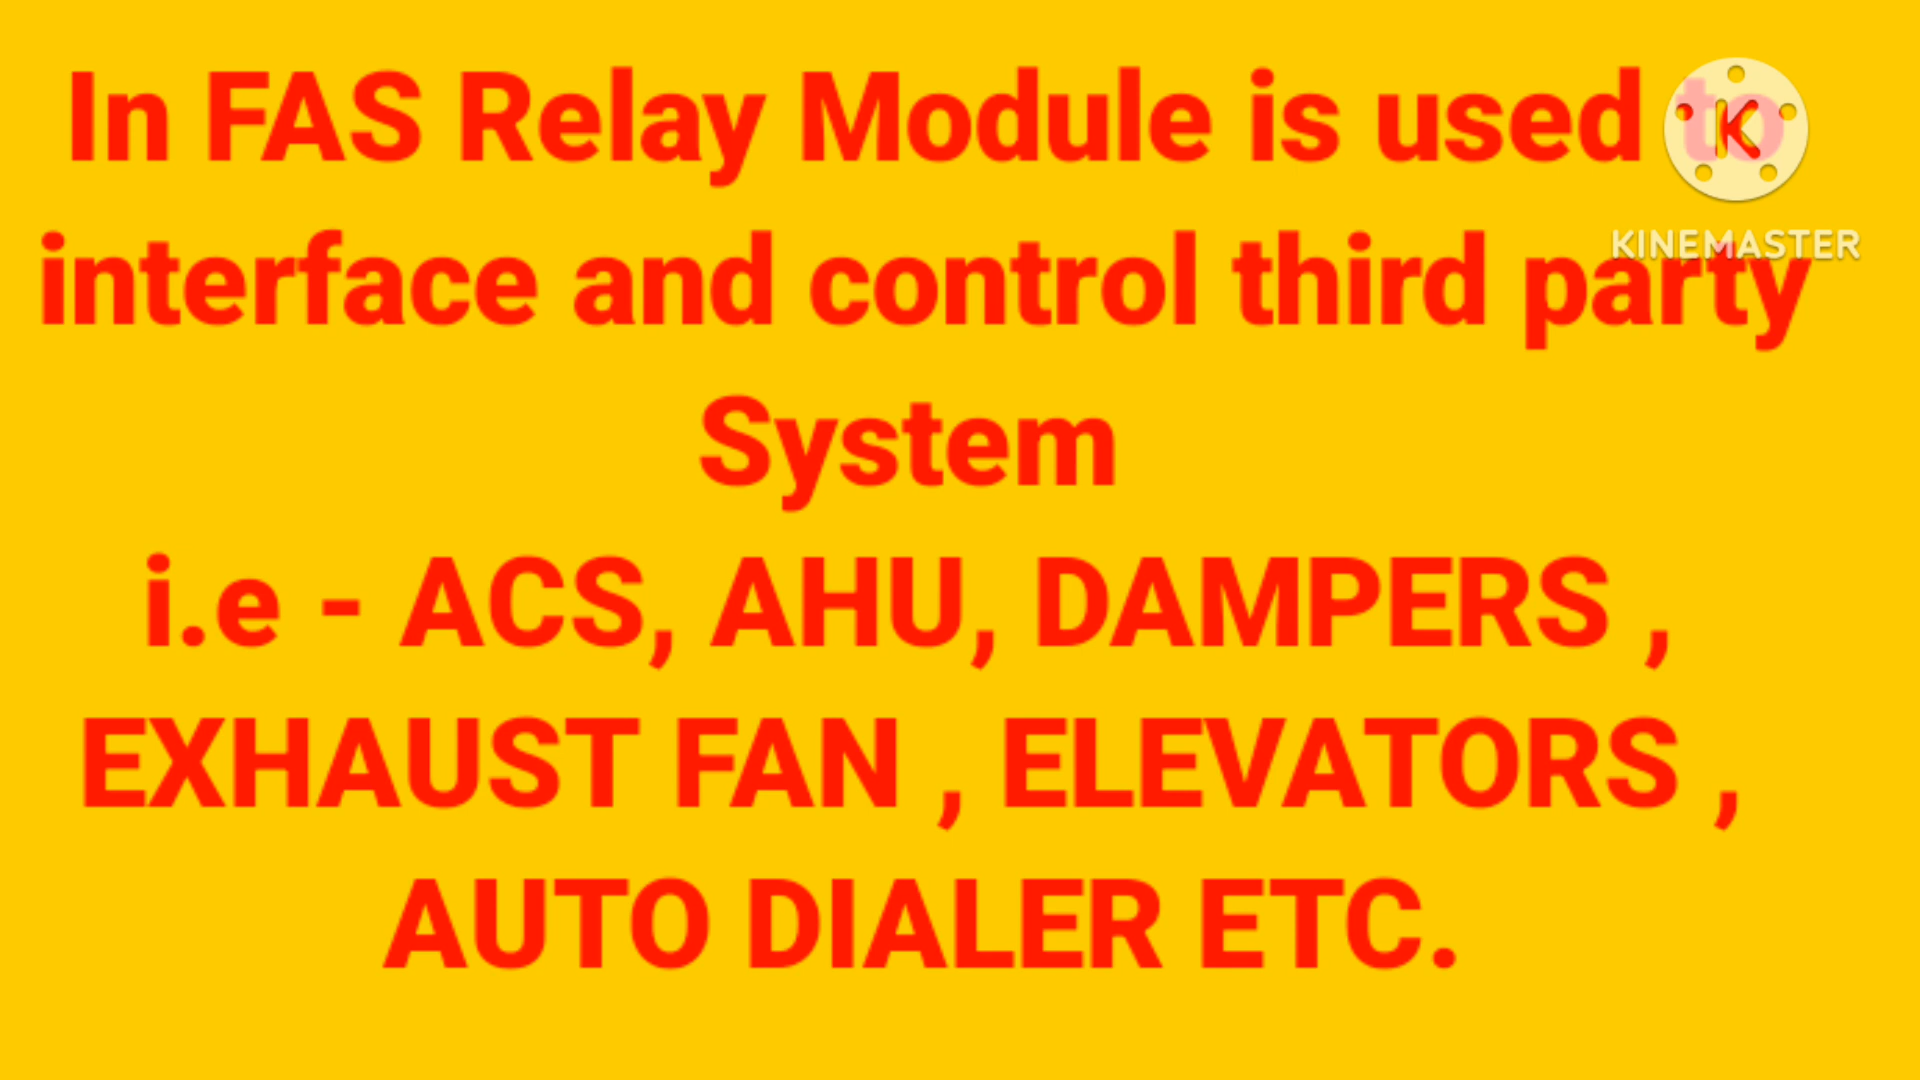 In FAS Relay Module is used to
interface and control third party
System
i.e - ACS, AHU, DAMPERS ,
EXHAUST FAN , ELEVATORS ,
AUTO DIALER ETC.
K
KINEMASTER